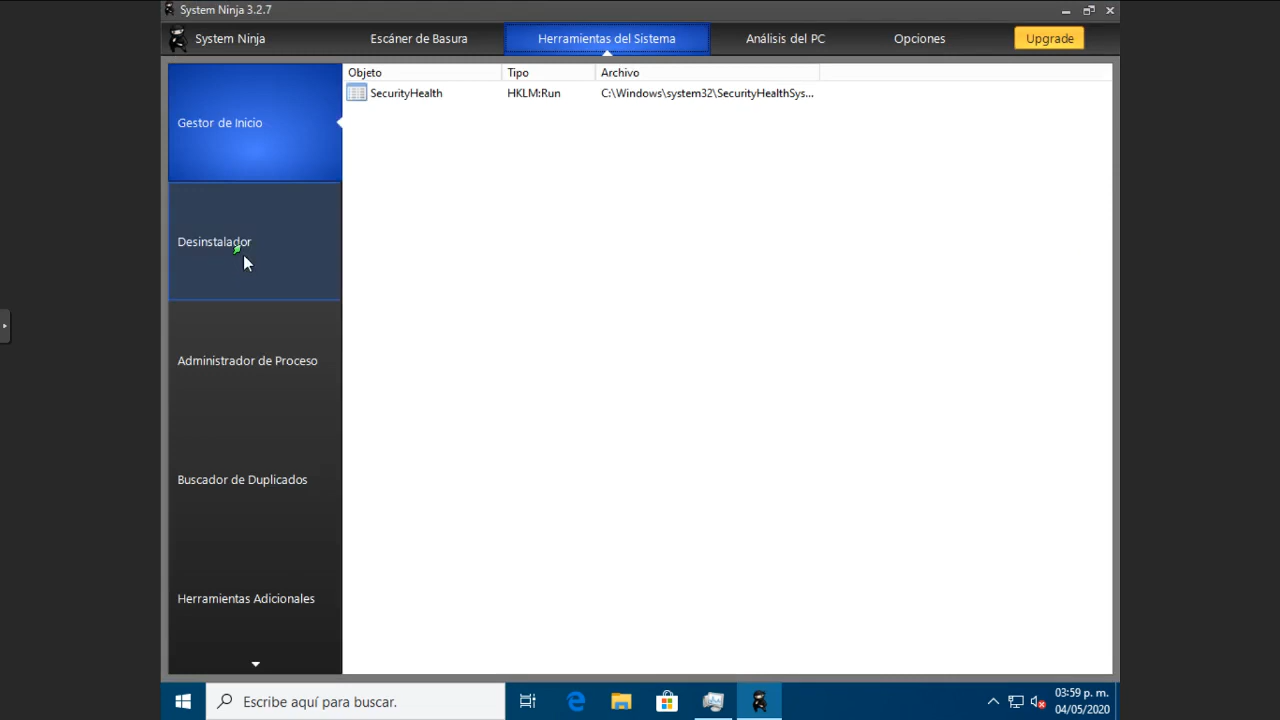 System Ninja 3.2.7
System Ninja
Escáner de Basura
Herramientas del Sistema
Análisis del PC
Opciones
Upgrade
Objeto
Tipo
Archivo
SecurityHealth
HKLM:Run
C:\Windows\system32\SecurityHealthSys...
Gestor de Inicio
Desinstalador
Administrador de Proceso
Buscador de Duplicados
Herramientas Adicionales
Escribe aquí para buscar.
03:59 p. m.
04/05/2020